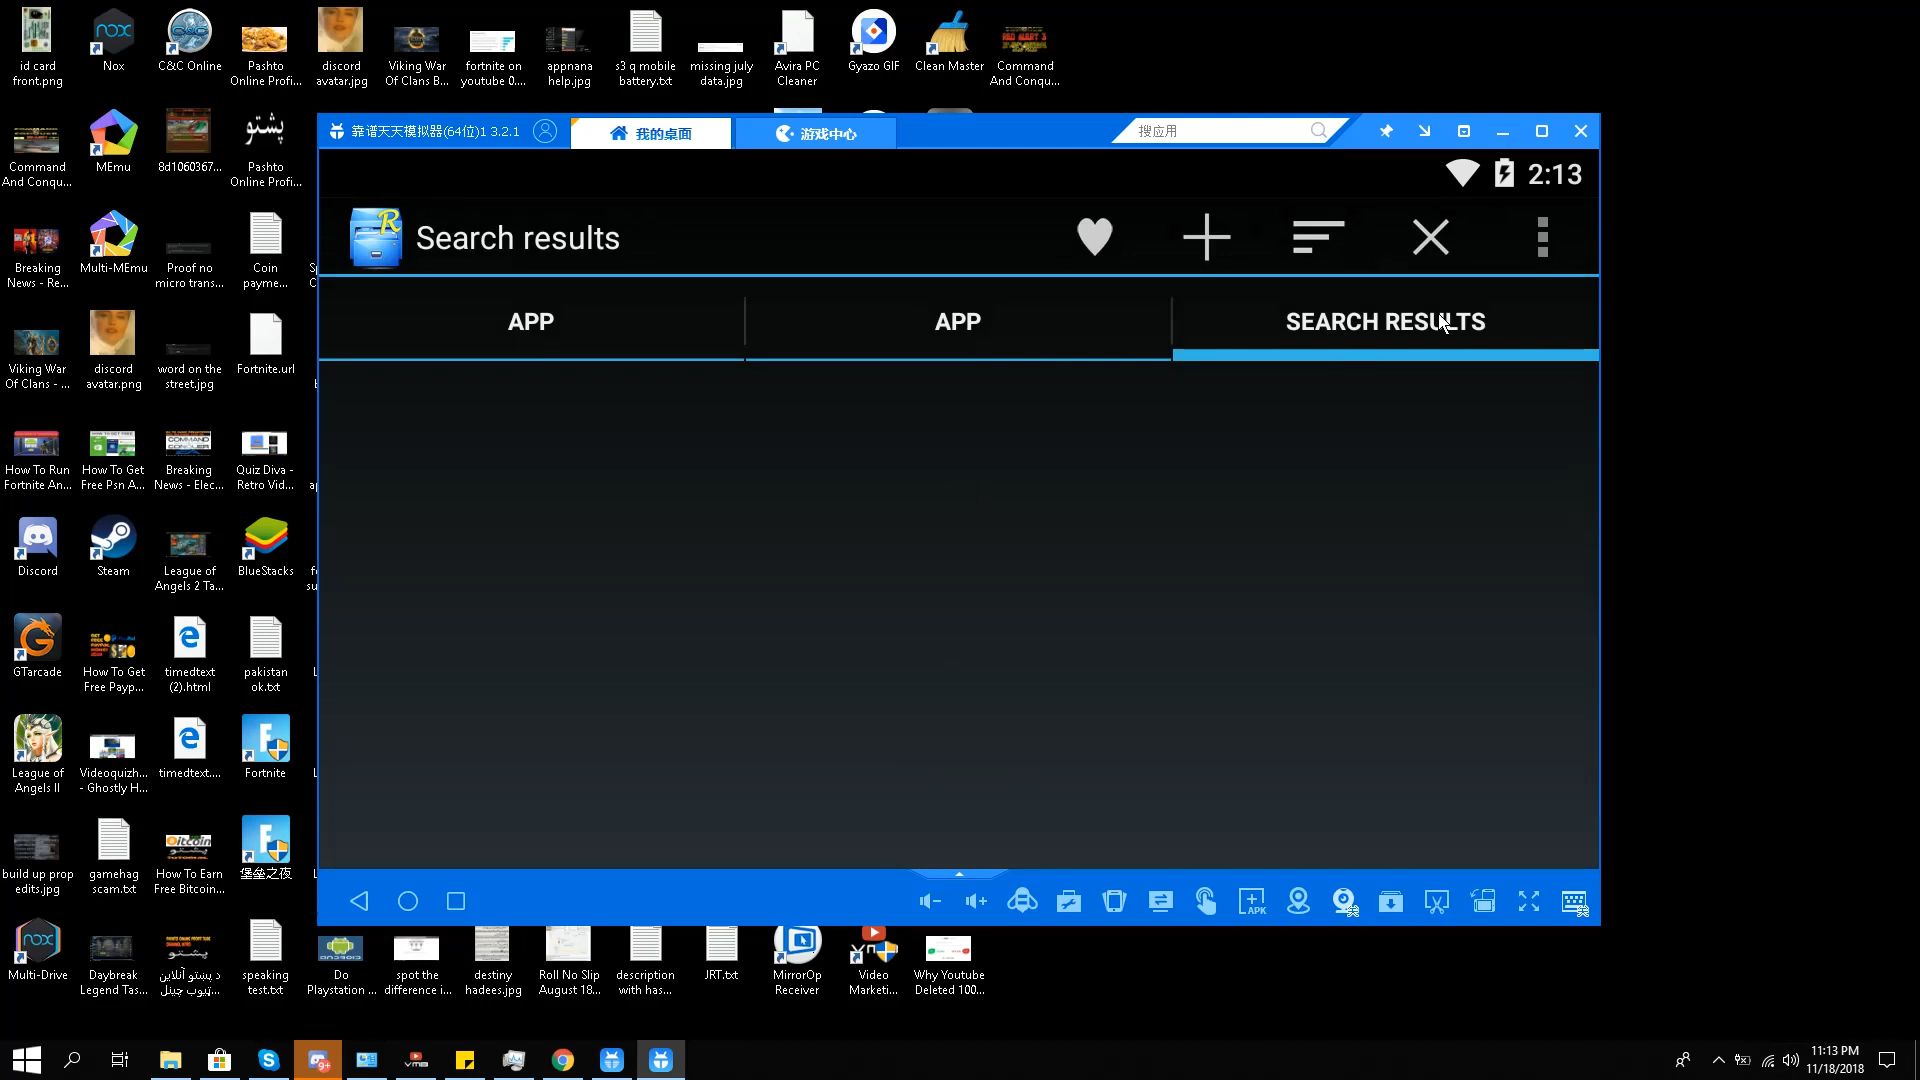 id card
front.png
Nox
C&C Online
Pashto
Online Profi...
discord
avatar.jpg
Viking War
Of Clans B...
fortnite on
youtube 0....
appnana
help.jpg
s3 q mobile
battery.txt
missing july
data.jpg
Avira PC
Cleaner
Gyazo GIF
Clean Master
Command
And Conqu...
Command
And Conqu...
MEmu
8d1060367...
پشتو
Pashto
Online Profi...
靠谱天天模拟器(64位)1 3.2.1
我的桌面
游戏中心
搜应用
2:13
Search results
APP
APP
SEARCH RESULTS
Breaking
News - Re...
Multi-MEmu
Proof no
micro trans...
Coin
payme...
Viking War
Of Clans - ...
discord
avatar.png
word on the
street.jpg
Fortnite.url
How To Run
Fortnite An...
How To Get
Free Psn A...
Breaking
News - Elec...
Quiz Diva -
Retro Vid...
Discord
Steam
League of
Angels 2 Ta...
BlueStacks
GTarcade
How To Get
Free Payp...
timedtext
(2).html
pakistan
ok.txt
League of
Angels II
Videoquizh...
- Ghostly H...
timedtext....
Fortnite
build up prop
edits.jpg
gamehag
scam.txt
How To Earn
Free Bitcoin...
堡垒之夜
APK
Multi-Drive
Daybreak
Legend Tas...
د پښتو آنلاین
ټیوب چینل...
speaking
test.txt
Do
Playstation ...
spot the
difference i...
destiny
hadees.jpg
Roll No Slip
August 18...
description
with has...
JRT.txt
MirrorOp
Receiver
Video
Marketi...
Why Youtube
Deleted 100...
11:13 PM
11/18/2018